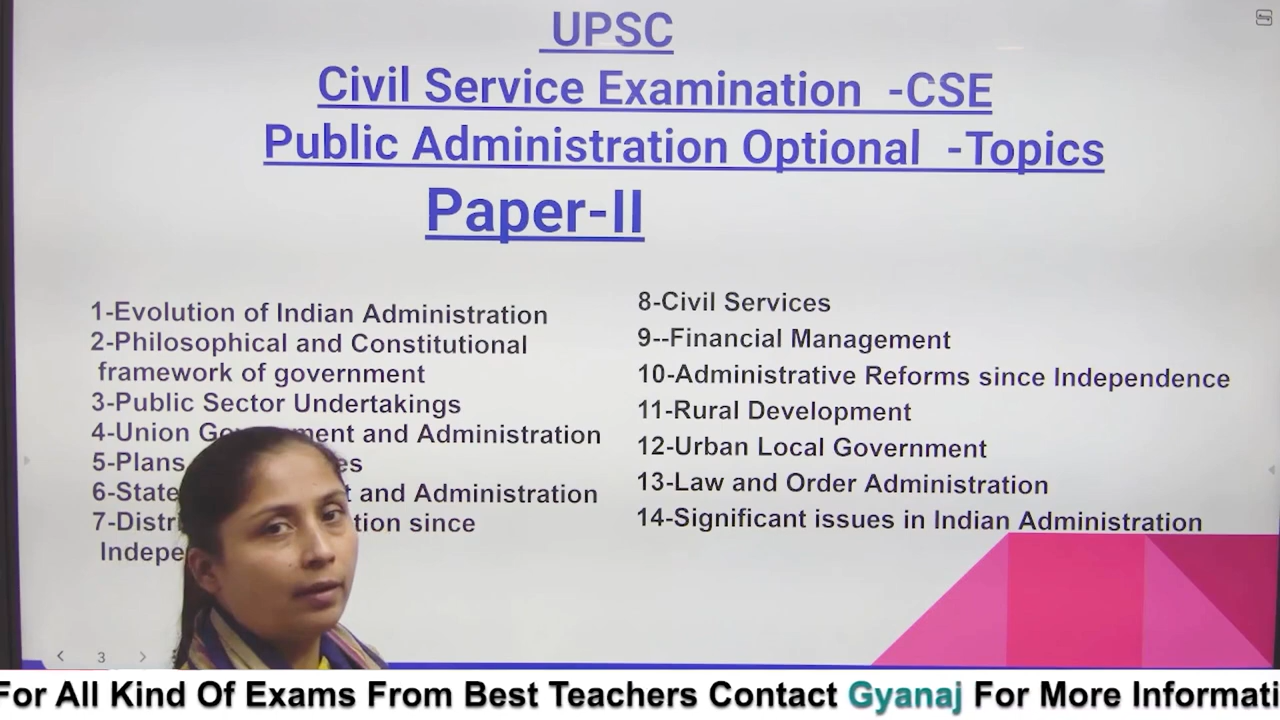 UPSC
Civil Service Examination -CSE
Public Administration Optional -Topics
Paper-II
1-Evolution of Indian Administration
2-Philosophical and Constitutional
framework of government
3-Public Sector Undertakings
4-Union Government and Administration
5-Plans
6-State and Administration
7-Distri tion since
Indepe
8-Civil Services
9--Financial Management
10-Administrative Reforms since Independence
11-Rural Development
12-Urban Local Government
13-Law and Order Administration
14-Significant issues in Indian Administration
3
For All Kind Of Exams From Best Teachers Contact Gyanaj For More Informati